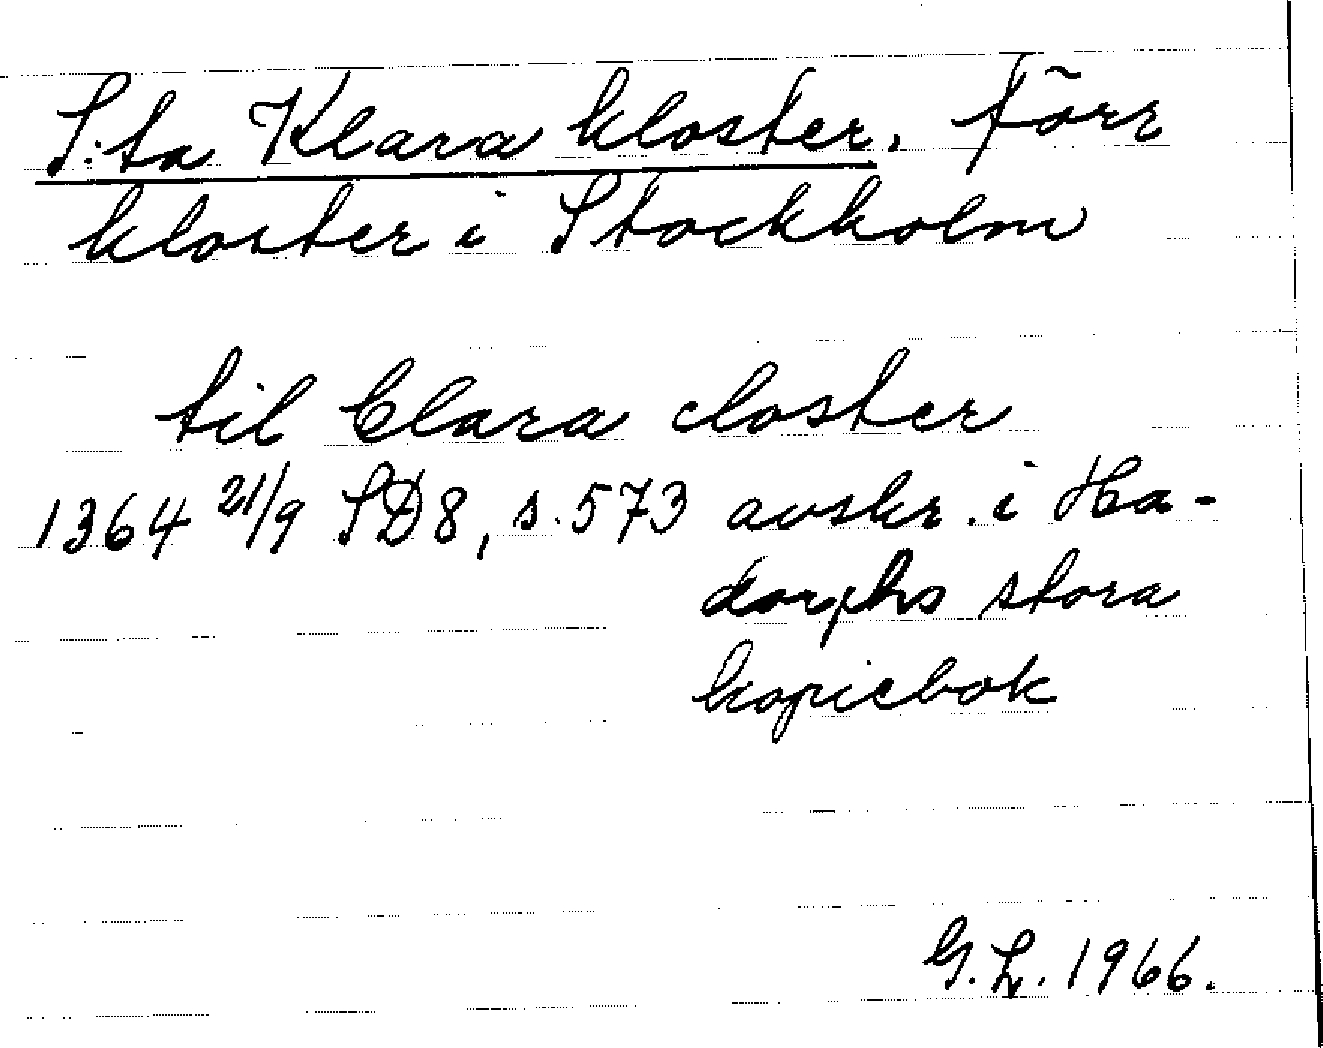 S:ta Klara kloster. Förr
kloster i Stockholm
til Clara closter
1364 21/9 SD8, s. 573 avskr. i Ha-
dorphs stora
kopiebok
G.L. 1966.